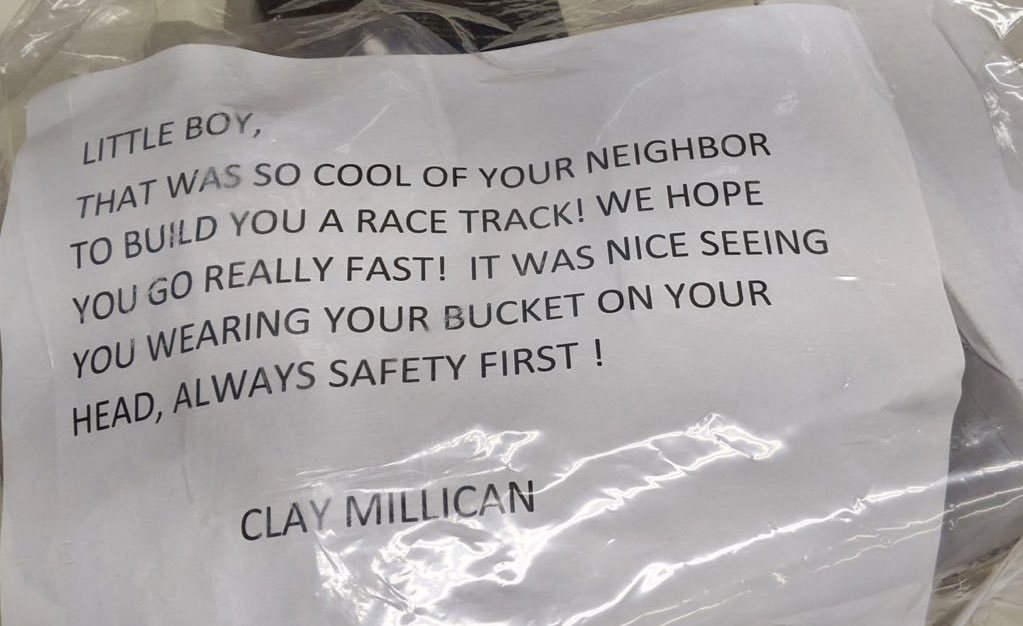 LITTLE BOY,
THAT WAS SO COOL OF YOUR NEIGHBOR
TO BUILD YOU A RACE TRACK! WE HOPE
YOU GO REALLY FAST! IT WAS NICE SEEING
YOU WEARING YOUR BUCKET ON YOUR
HEAD, ALWAYS SAFETY FIRST !
CLAY MILLICAN